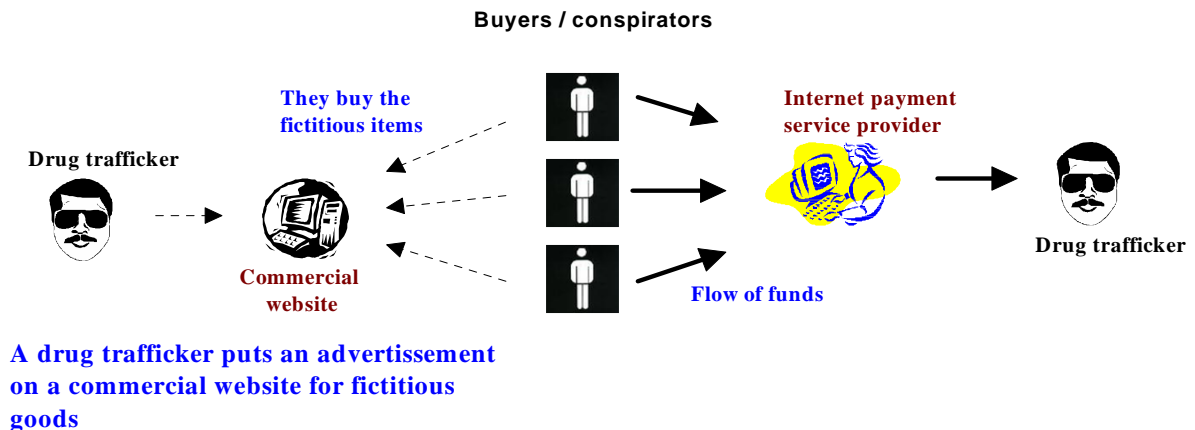 Buyers / conspirators
They buy the
fictitious items
Internet payment
service provider
Drug trafficker
Drug trafficker
Commercial
website
Flow of funds
A drug trafficker puts an advertissement
on a commercial website for fictitious
goods